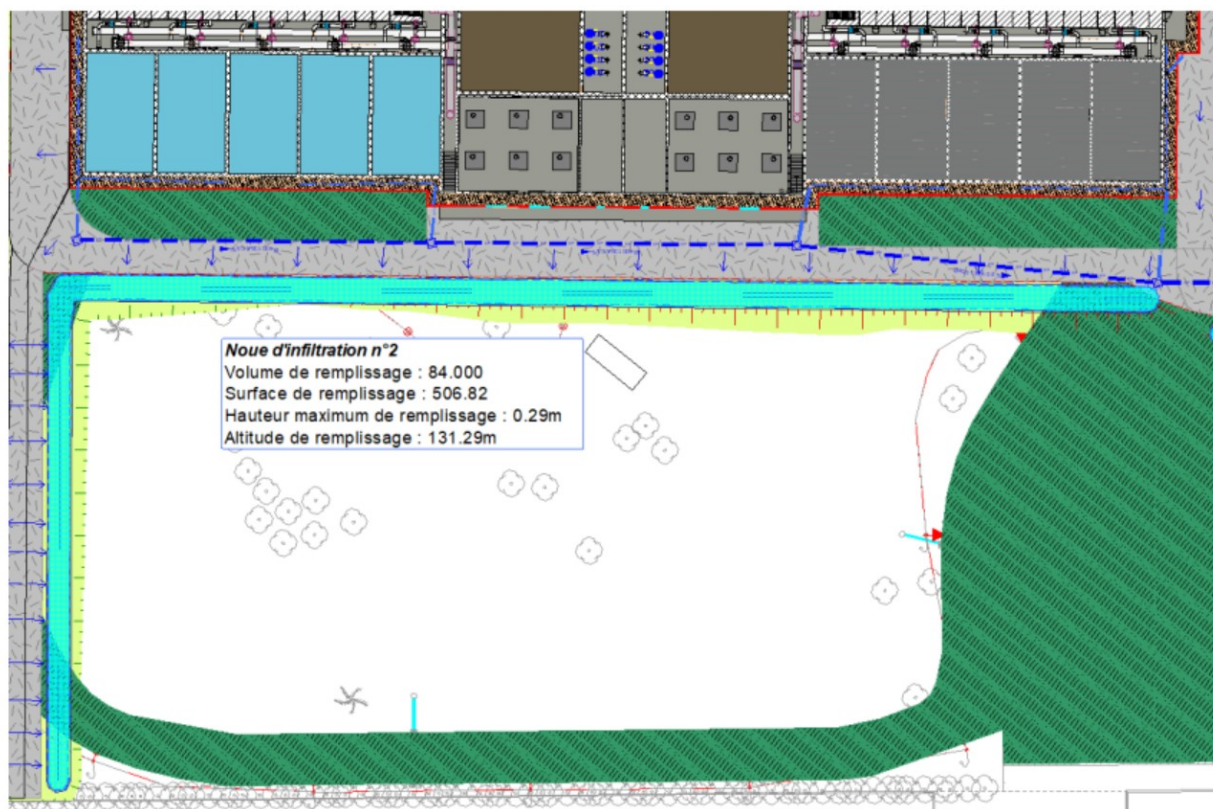 Noue d'infiltration n°2
Volume de remplissage : 84.000
Surface de remplissage : 506.82
Hauteur maximum de remplissage : 0.29m
Altitude de remplissage : 131.29m